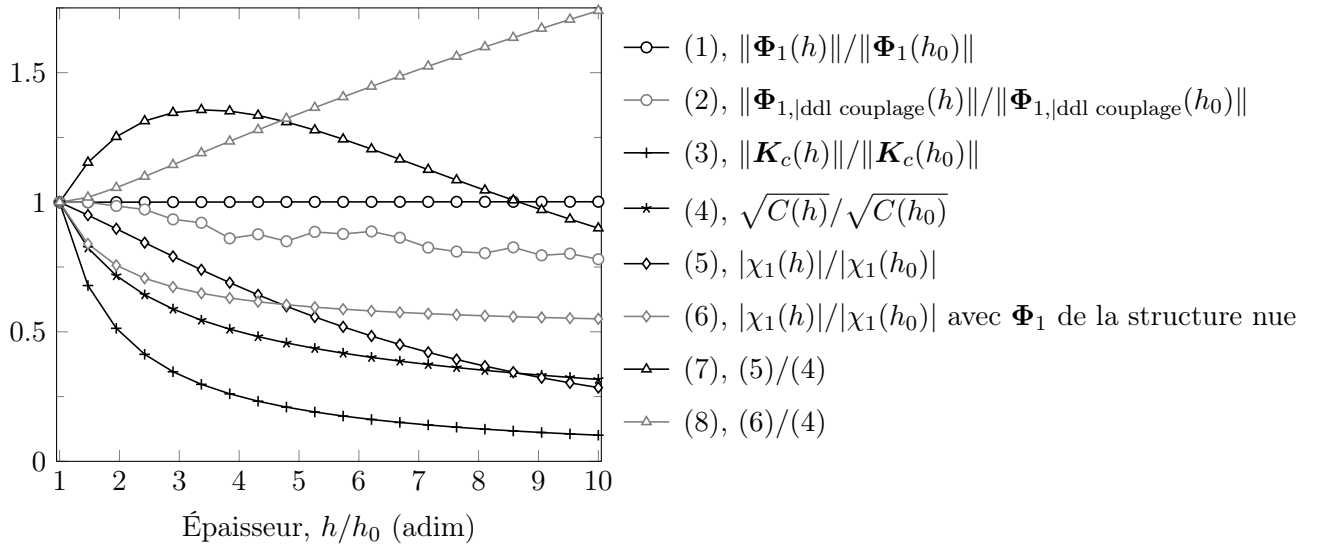 1.5
1
0.5
0
1 2 3 4 5 6 7 8 9 10
Épaisseur, h/h₀ (adim)
(1), ‖Φ₁(h)‖/‖Φ₁(h₀)‖
(2), ‖Φ₁,|ddl couplage(h)‖/‖Φ₁,|ddl couplage(h₀)‖
(3), ‖K_c(h)‖/‖K_c(h₀)‖
(4), √C(h)/√C(h₀)
(5), |χ₁(h)|/|χ₁(h₀)|
(6), |χ₁(h)|/|χ₁(h₀)| avec Φ₁ de la structure nue
(7), (5)/(4)
(8), (6)/(4)